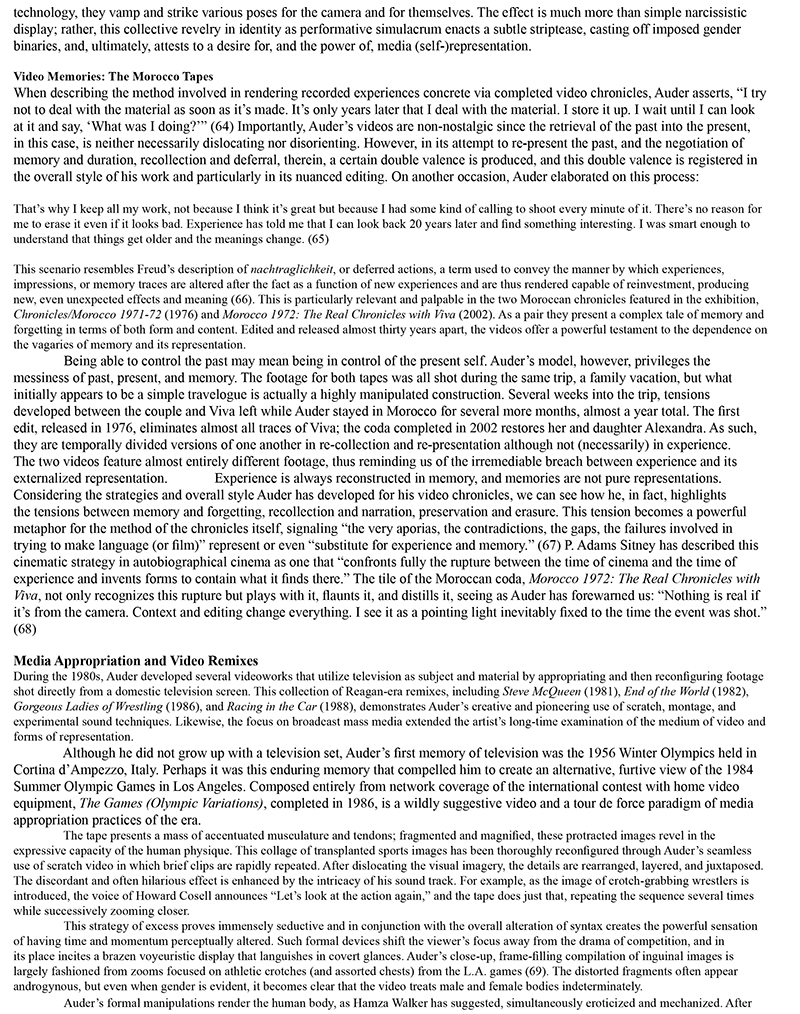 technology, they vamp and strike various poses for the camera and for themselves. The effect is much more than simple narcissistic
display; rather, this collective revelry in identity as performative simulacrum enacts a subtle striptease, casting off imposed gender
binaries, and, ultimately, attests to a desire for, and the power of, media (self-)representation.
Video Memories: The Morocco Tapes
When describing the method involved in rendering recorded experiences concrete via completed video chronicles, Auder asserts, “I try
not to deal with the material as soon as it’s made. It’s only years later that I deal with the material. I store it up. I wait until I can look
at it and say, ‘What was I doing?’” (64) Importantly, Auder’s videos are non-nostalgic since the retrieval of the past into the present,
in this case, is neither necessarily dislocating nor disorienting. However, in its attempt to re-present the past, and the negotiation of
memory and duration, recollection and deferral, therein, a certain double valence is produced, and this double valence is registered in
the overall style of his work and particularly in its nuanced editing. On another occasion, Auder elaborated on this process:
That’s why I keep all my work, not because I think it’s great but because I had some kind of calling to shoot every minute of it. There’s no reason for
me to erase it even if it looks bad. Experience has told me that I can look back 20 years later and find something interesting. I was smart enough to
understand that things get older and the meanings change. (65)
This scenario resembles Freud’s description of nachtraglichkeit, or deferred actions, a term used to convey the manner by which experiences,
impressions, or memory traces are altered after the fact as a function of new experiences and are thus rendered capable of reinvestment, producing
new, even unexpected effects and meaning (66). This is particularly relevant and palpable in the two Moroccan chronicles featured in the exhibition,
Chronicles/Morocco 1971-72 (1976) and Morocco 1972: The Real Chronicles with Viva (2002). As a pair they present a complex tale of memory and
forgetting in terms of both form and content. Edited and released almost thirty years apart, the videos offer a powerful testament to the dependence on
the vagaries of memory and its representation.
Being able to control the past may mean being in control of the present self. Auder’s model, however, privileges the
messiness of past, present, and memory. The footage for both tapes was all shot during the same trip, a family vacation, but what
initially appears to be a simple travelogue is actually a highly manipulated construction. Several weeks into the trip, tensions
developed between the couple and Viva left while Auder stayed in Morocco for several more months, almost a year total. The first
edit, released in 1976, eliminates almost all traces of Viva; the coda completed in 2002 restores her and daughter Alexandra. As such,
they are temporally divided versions of one another in re-collection and re-presentation although not (necessarily) in experience.
The two videos feature almost entirely different footage, thus reminding us of the irremediable breach between experience and its
externalized representation. Experience is always reconstructed in memory, and memories are not pure representations.
Considering the strategies and overall style Auder has developed for his video chronicles, we can see how he, in fact, highlights
the tensions between memory and forgetting, recollection and narration, preservation and erasure. This tension becomes a powerful
metaphor for the method of the chronicles itself, signaling “the very aporias, the contradictions, the gaps, the failures involved in
trying to make language (or film)” represent or even “substitute for experience and memory.” (67) P. Adams Sitney has described this
cinematic strategy in autobiographical cinema as one that “confronts fully the rupture between the time of cinema and the time of
experience and invents forms to contain what it finds there.” The tile of the Moroccan coda, Morocco 1972: The Real Chronicles with
Viva, not only recognizes this rupture but plays with it, flaunts it, and distills it, seeing as Auder has forewarned us: “Nothing is real if
it’s from the camera. Context and editing change everything. I see it as a pointing light inevitably fixed to the time the event was shot.”
(68)
Media Appropriation and Video Remixes
During the 1980s, Auder developed several videoworks that utilize television as subject and material by appropriating and then reconfiguring footage
shot directly from a domestic television screen. This collection of Reagan-era remixes, including Steve McQueen (1981), End of the World (1982),
Gorgeous Ladies of Wrestling (1986), and Racing in the Car (1988), demonstrates Auder’s creative and pioneering use of scratch, montage, and
experimental sound techniques. Likewise, the focus on broadcast mass media extended the artist’s long-time examination of the medium of video and
forms of representation.
Although he did not grow up with a television set, Auder’s first memory of television was the 1956 Winter Olympics held in
Cortina d’Ampezzo, Italy. Perhaps it was this enduring memory that compelled him to create an alternative, furtive view of the 1984
Summer Olympic Games in Los Angeles. Composed entirely from network coverage of the international contest with home video
equipment, The Games (Olympic Variations), completed in 1986, is a wildly suggestive video and a tour de force paradigm of media
appropriation practices of the era.
The tape presents a mass of accentuated musculature and tendons; fragmented and magnified, these protracted images revel in the
expressive capacity of the human physique. This collage of transplanted sports images has been thoroughly reconfigured through Auder’s seamless
use of scratch video in which brief clips are rapidly repeated. After dislocating the visual imagery, the details are rearranged, layered, and juxtaposed.
The discordant and often hilarious effect is enhanced by the intricacy of his sound track. For example, as the image of crotch-grabbing wrestlers is
introduced, the voice of Howard Cosell announces “Let’s look at the action again,” and the tape does just that, repeating the sequence several times
while successively zooming closer.
This strategy of excess proves immensely seductive and in conjunction with the overall alteration of syntax creates the powerful sensation
of having time and momentum perceptually altered. Such formal devices shift the viewer’s focus away from the drama of competition, and in
its place incites a brazen voyeuristic display that languishes in covert glances. Auder’s close-up, frame-filling compilation of inguinal images is
largely fashioned from zooms focused on athletic crotches (and assorted chests) from the L.A. games (69). The distorted fragments often appear
androgynous, but even when gender is evident, it becomes clear that the video treats male and female bodies indeterminately.
Auder’s formal manipulations render the human body, as Hamza Walker has suggested, simultaneously eroticized and mechanized. After